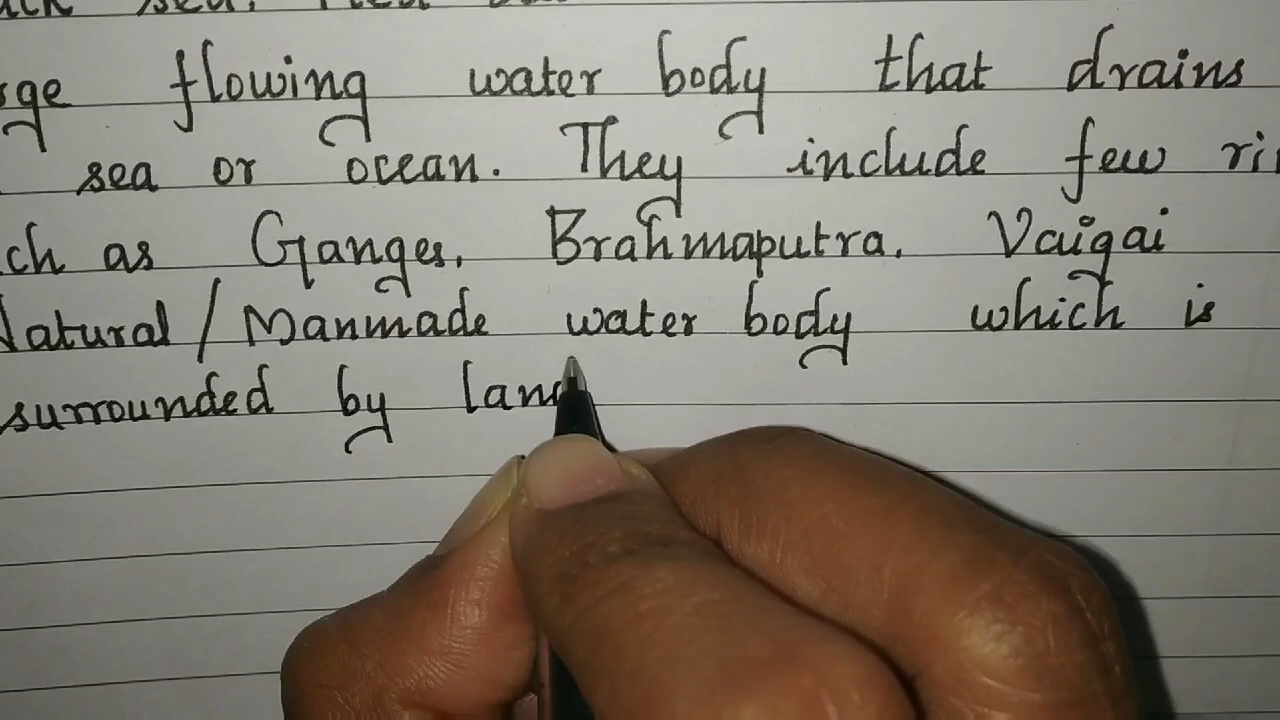 sea.
flowing water body that drains
sea or ocean. They include few
as Ganges, Brahmaputra, Vaigai
Natural / Manmade water body which is
surrounded by